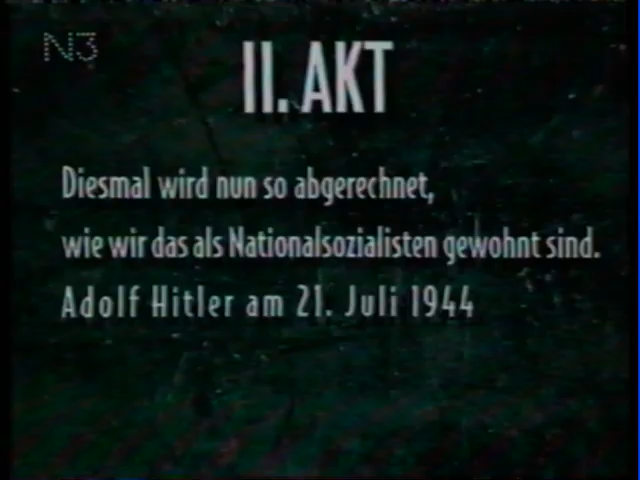 N3
II. AKT
Diesmal wird nun so abgerechnet,
wie wir das als Nationalsozialisten gewohnt sind.
Adolf Hitler am 21. Juli 1944